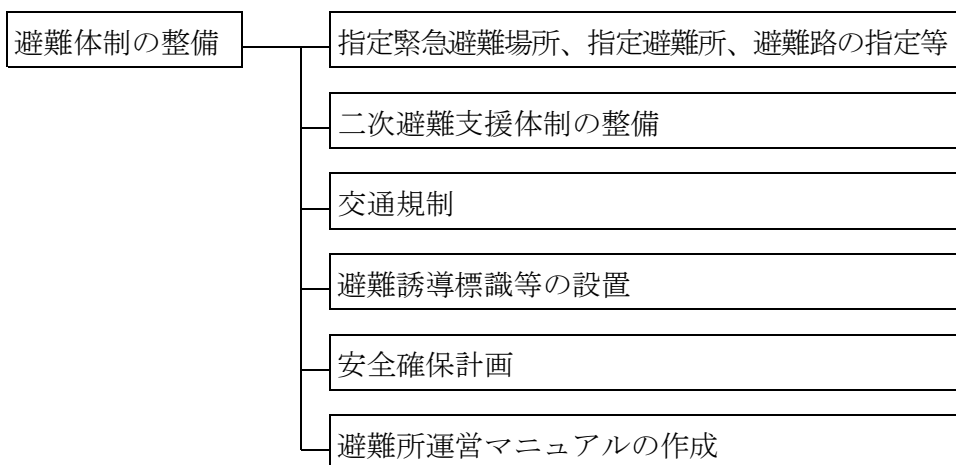 避難体制の整備
指定緊急避難場所、指定避難所、避難路の指定等
二次避難支援体制の整備
交通規制
避難誘導標識等の設置
安全確保計画
避難所運営マニュアルの作成